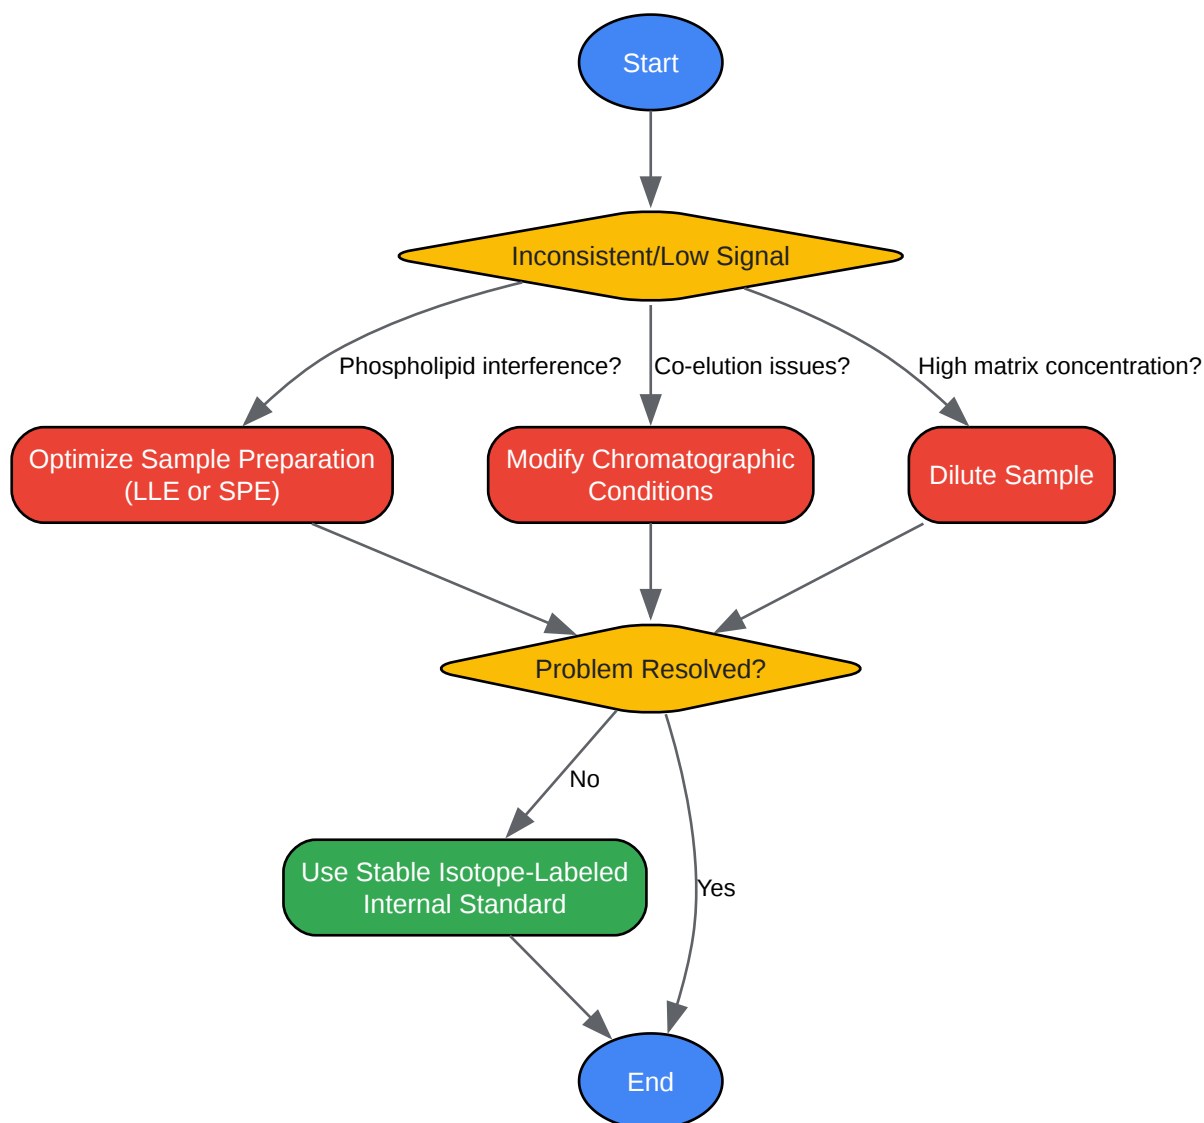 Start
Inconsistent/Low Signal
Phospholipid interference?
Co-elution issues?
High matrix concentration?
Optimize Sample Preparation
(LLE or SPE)
Modify Chromatographic
Conditions
Dilute Sample
Problem Resolved?
No
Use Stable Isotope-Labeled
Internal Standard
Yes
End